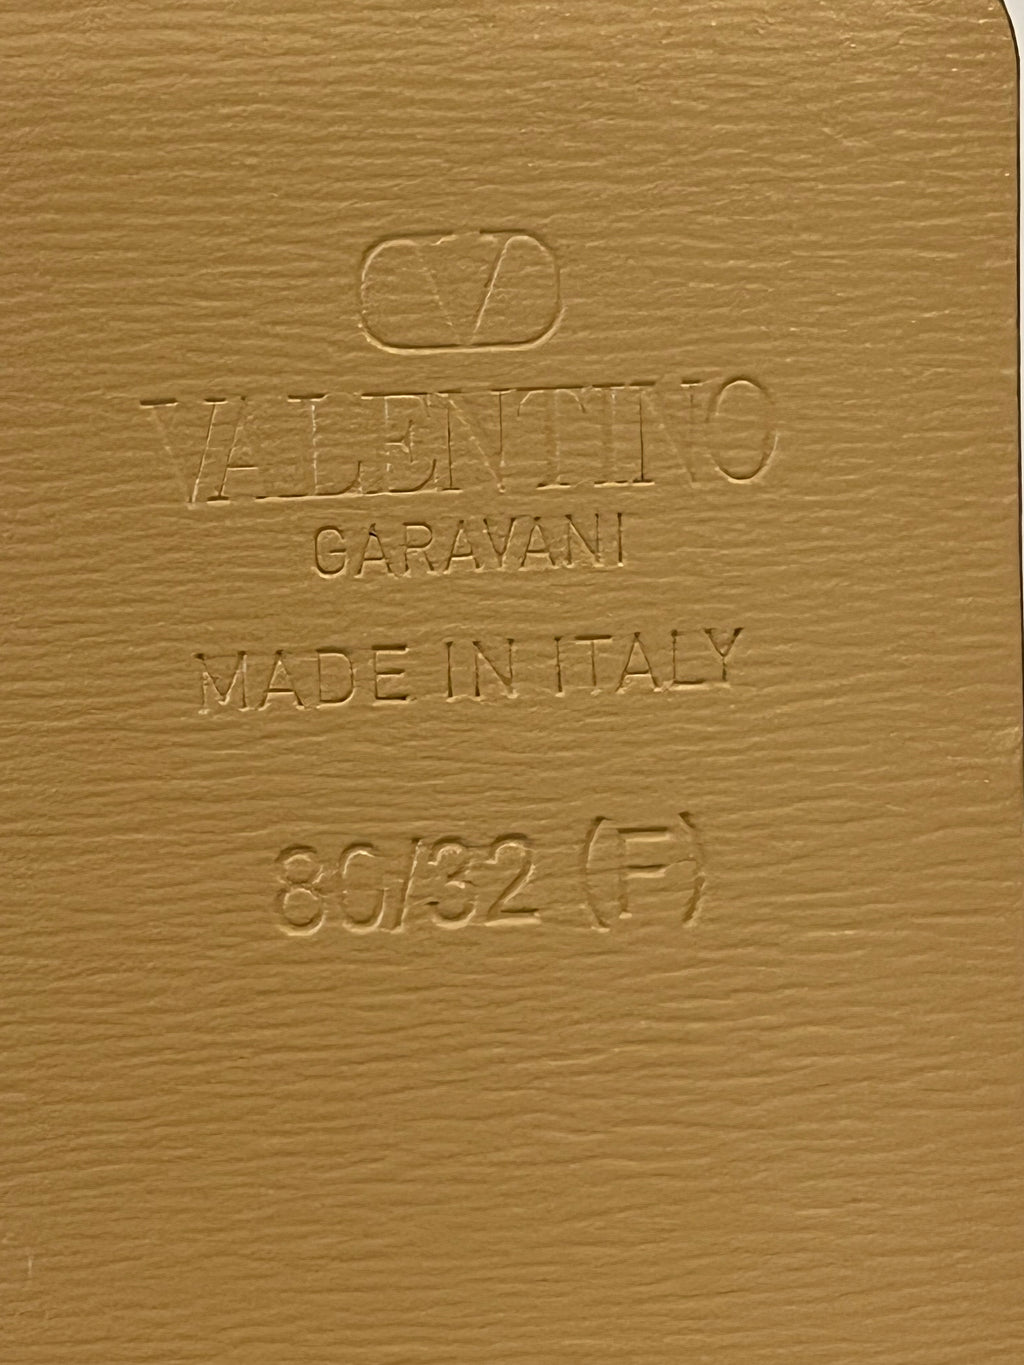 V
VALENTINO
GARAVANI
MADE IN ITALY
80/32 (F)